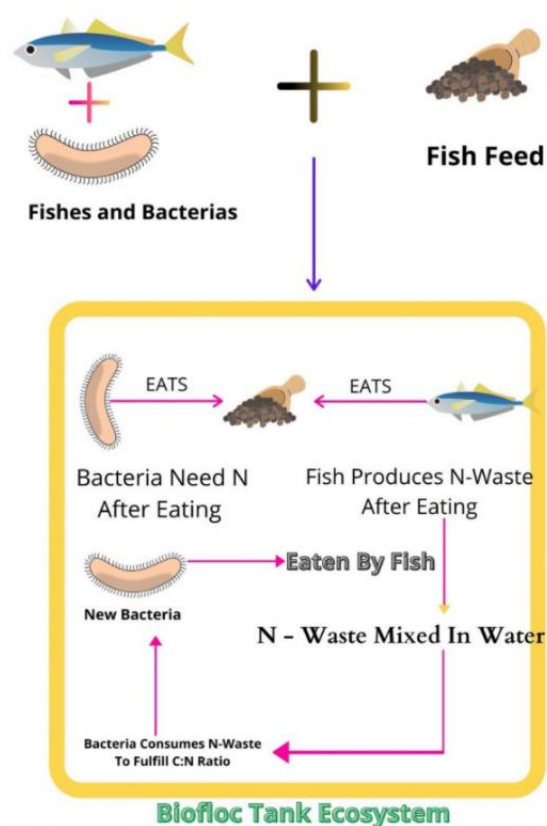 Fish Feed
Fishes and Bacterias
EATS
EATS
Bacteria Need N
After Eating
Fish Produces N-Waste
After Eating
Eaten By Fish
New Bacteria
N - Waste Mixed In Water
Bacteria Consumes N-Waste
To Fulfill C:N Ratio
Biofloc Tank Ecosystem